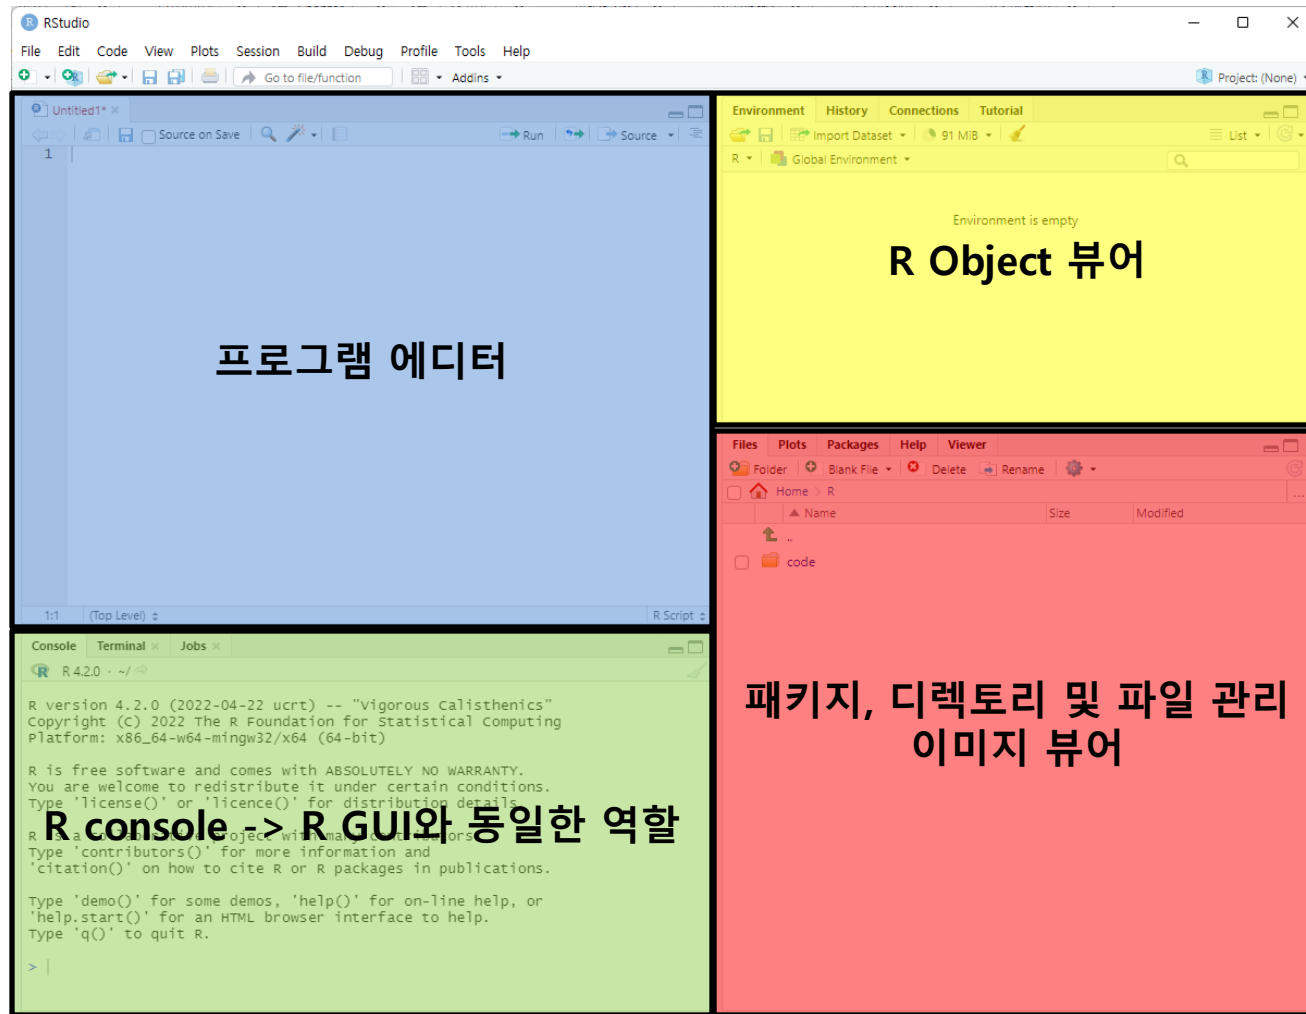 RStudio
File Edit Code View Plots Session Build Debug Profile Tools Help
Go to file/function Addins Project: (None)
Untitled1*
Source on Save Run Source
1
프로그램 에디터
1:1 (Top Level) R Script
Environment History Connections Tutorial
Import Dataset 91 MiB List
R Global Environment
Environment is empty
R Object 뷰어
Console Terminal Jobs
R 4.2.0 · ~/
R version 4.2.0 (2022-04-22 ucrt) -- "Vigorous Calisthenics"
Copyright (C) 2022 The R Foundation for Statistical Computing
Platform: x86_64-w64-mingw32/x64 (64-bit)
R is free software and comes with ABSOLUTELY NO WARRANTY.
You are welcome to redistribute it under certain conditions.
Type 'license()' or 'licence()' for distribution details
R console -> R GUI와 동일한 역할
R is a collaborative project with many contributors
Type 'contributors()' for more information and
'citation()' on how to cite R or R packages in publications.
Type 'demo()' for some demos, 'help()' for on-line help, or
'help.start()' for an HTML browser interface to help.
Type 'q()' to quit R.
>
Files Plots Packages Help Viewer
Folder Blank File Delete Rename
Home > R ...
Name Size Modified
..
code
패키지, 디렉토리 및 파일 관리
이미지 뷰어